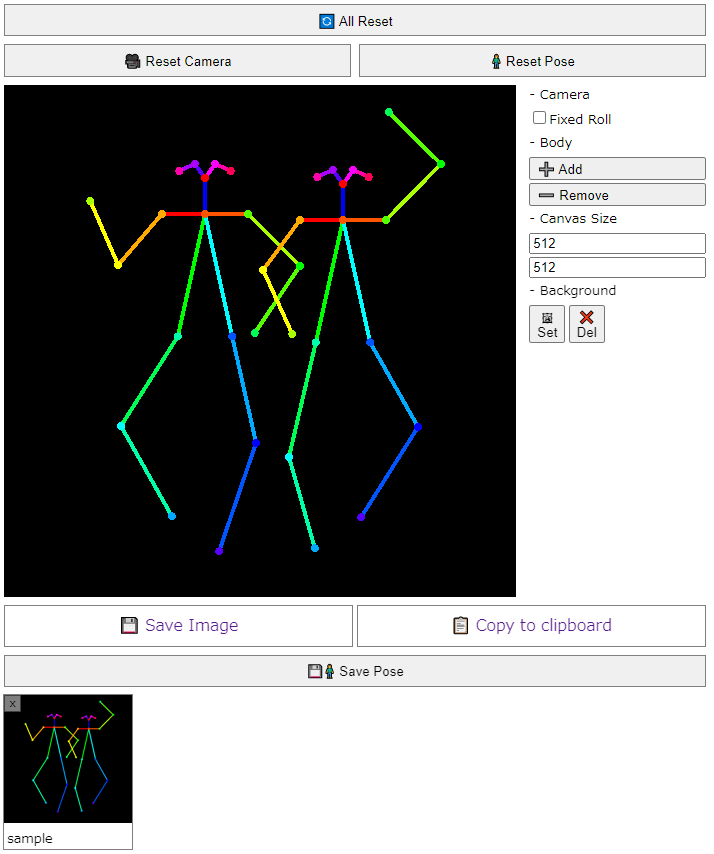 All Reset
Reset Camera
Reset Pose
- Camera
Fixed Roll
- Body
Add
Remove
- Canvas Size
512
512
- Background
Set
Del
Save Image
Copy to clipboard
Save Pose
x
sample